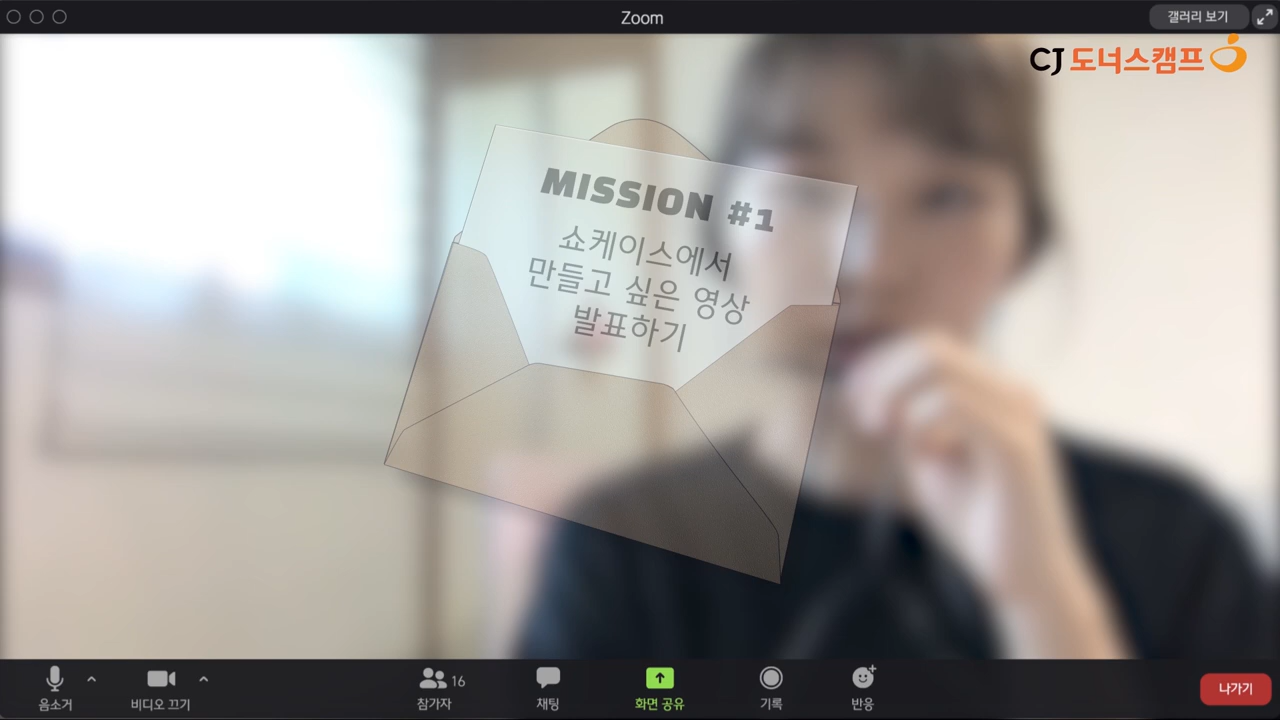 Zoom
갤러리 보기
CJ 도너스캠프
MISSION #1
쇼케이스에서
만들고 싶은 영상
발표하기
음소거
비디오 끄기
16
참가자
채팅
화면 공유
기록
반응
나가기